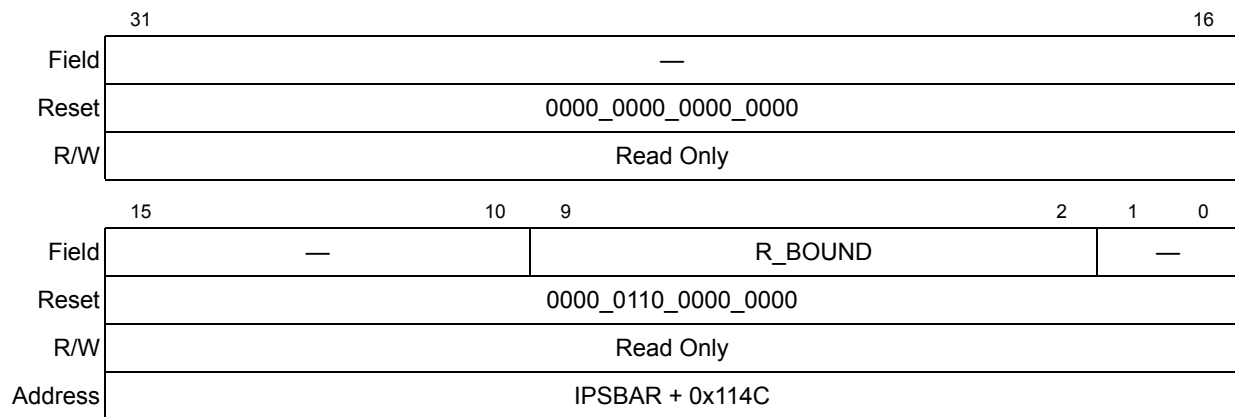 31 16
Field —
Reset 0000_0000_0000_0000
R/W Read Only
15 10 9 2 1 0
Field — R_BOUND —
Reset 0000_0110_0000_0000
R/W Read Only
Address IPSBAR + 0x114C